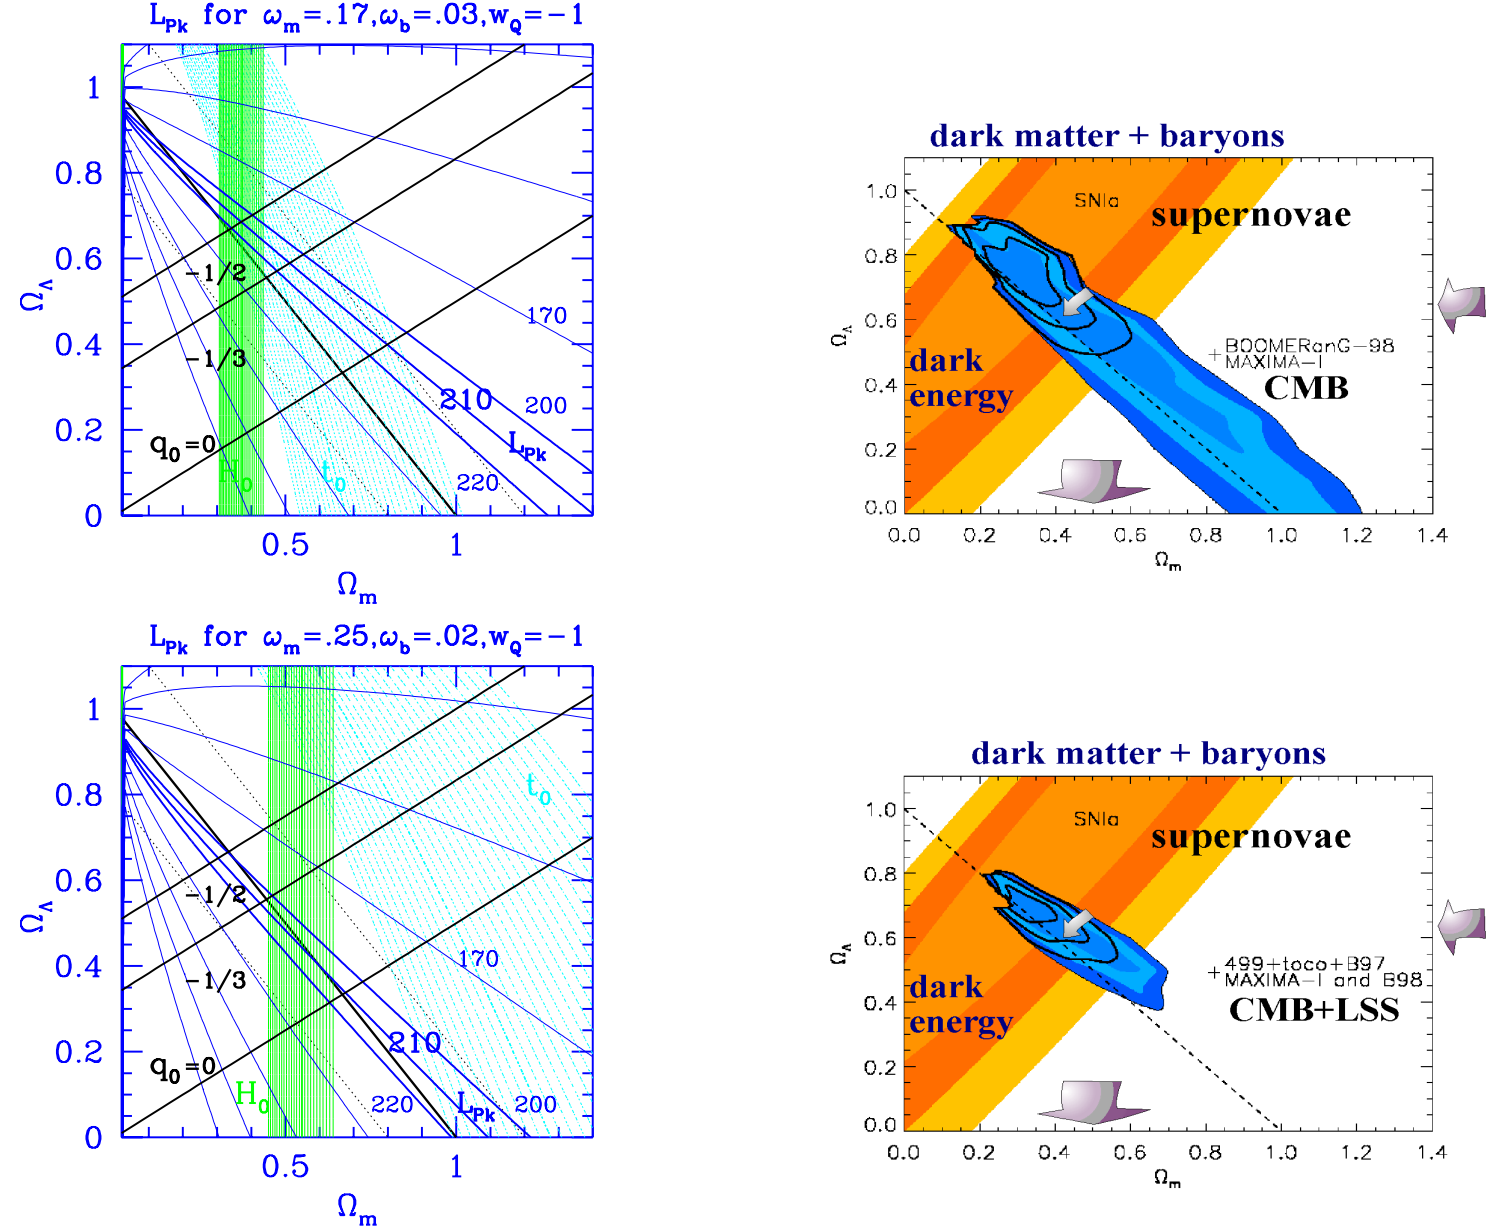 L_Pk for ω_m=.17,ω_b=.03,w_Q=−1
1
0.8
0.6
0.4
0.2
0
Ω_Λ
−1/2
−1/3
q_0=0
H_0
t_0
170
210
200
L_Pk
220
0.5
1
Ω_m
dark matter + baryons
1.0
0.8
0.6
0.4
0.2
0.0
Ω_Λ
SNIa
supernovae
dark
energy
+BOOMERanG−98
MAXIMA−I
CMB
0.0
0.2
0.4
0.6
0.8
1.0
1.2
1.4
Ω_m
L_Pk for ω_m=.25,ω_b=.02,w_Q=−1
1
0.8
0.6
0.4
0.2
0
Ω_Λ
t_0
−1/2
−1/3
170
q_0=0
210
H_0
220
L_Pk
200
0.5
1
Ω_m
dark matter + baryons
1.0
0.8
0.6
0.4
0.2
0.0
Ω_Λ
SNIa
supernovae
dark
energy
+499+toco+B97
MAXIMA−I and B98
CMB+LSS
0.0
0.2
0.4
0.6
0.8
1.0
1.2
1.4
Ω_m